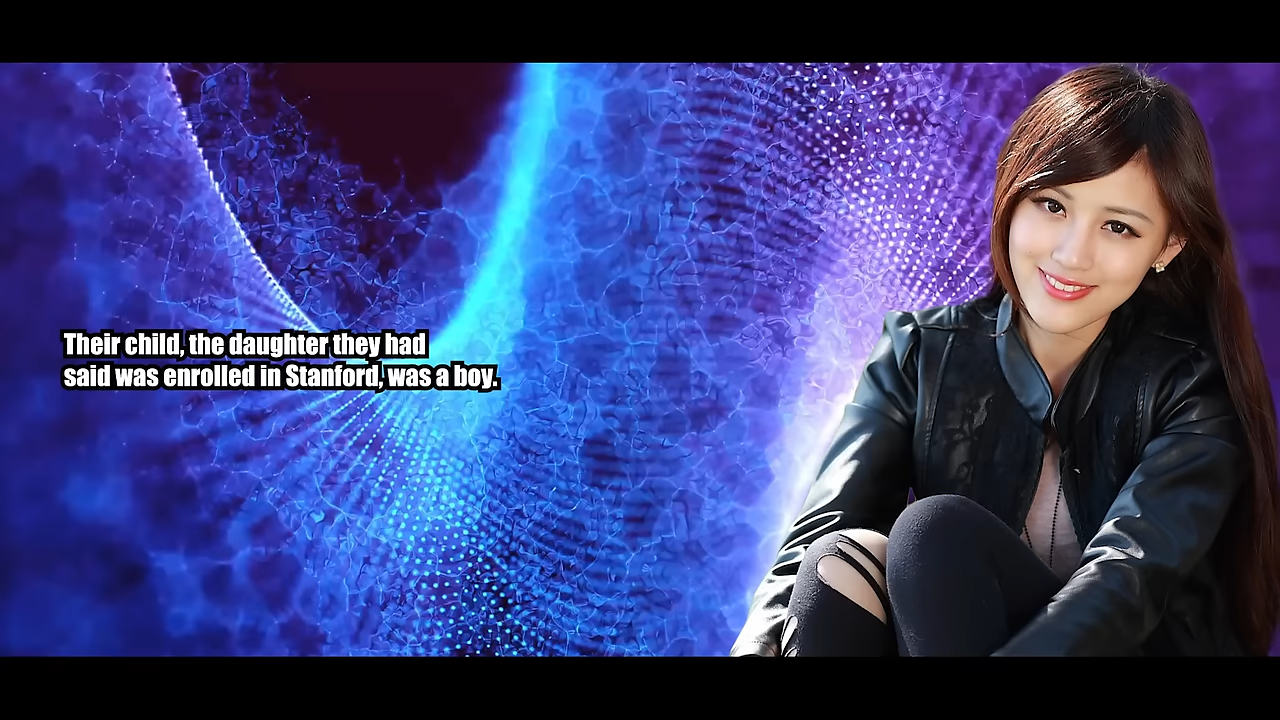 Their child, the daughter they had
said was enrolled in Stanford, was a boy.